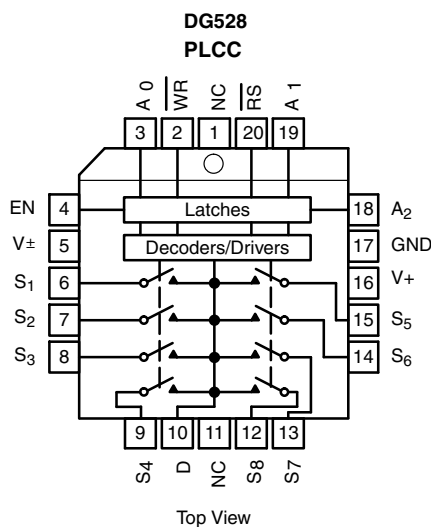 DG528
PLCC
A 0
WR
NC
RS
A 1
3
2
1
20
19
EN 4
Latches
18 A2
V± 5
Decoders/Drivers
17 GND
S1 6
16 V+
S2 7
15 S5
S3 8
14 S6
9
10
11
12
13
S4
D
NC
S8
S7
Top View